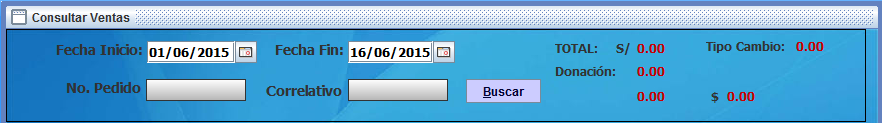 Consultar Ventas
Fecha Inicio: 01/06/2015 Fecha Fin: 16/06/2015 TOTAL: S/ 0.00 Tipo Cambio: 0.00
Donación: 0.00
No. Pedido Correlativo Buscar 0.00 $ 0.00